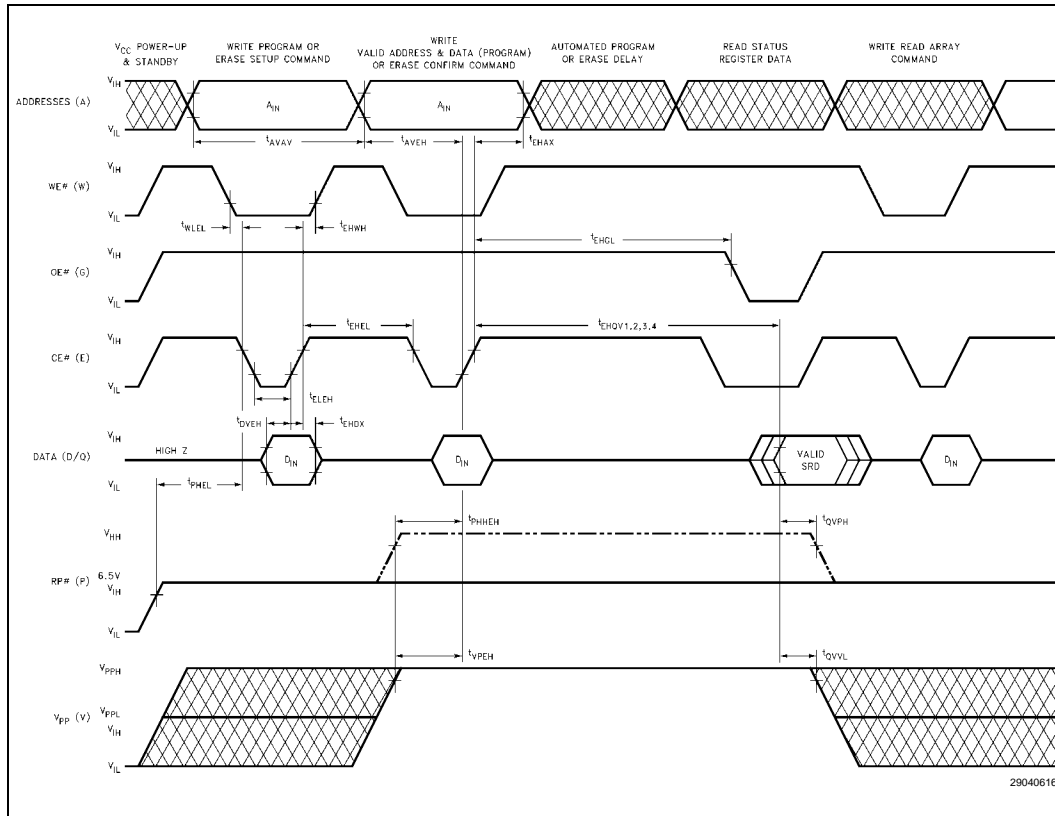 V_CC POWER-UP & STANDBY
WRITE PROGRAM OR ERASE SETUP COMMAND
WRITE VALID ADDRESS & DATA (PROGRAM) OR ERASE CONFIRM COMMAND
AUTOMATED PROGRAM OR ERASE DELAY
READ STATUS REGISTER DATA
WRITE READ ARRAY COMMAND
ADDRESSES (A)
V_IH
V_IL
A_IN
A_IN
t_AVAV
t_AVEH
t_EHAX
WE# (W)
V_IH
V_IL
t_WLEL
t_EHWH
OE# (G)
V_IH
V_IL
t_EHGL
CE# (E)
V_IH
V_IL
t_EHEL
t_EHQV1,2,3,4
t_ELEH
t_DVEH
t_EHDX
DATA (D/Q)
V_IH
V_IL
HIGH Z
D_IN
D_IN
VALID
SRD
D_IN
t_PHEL
t_PHHEH
t_QVPH
RP# (P)
V_HH
6.5V
V_IH
V_IL
t_VPEH
t_QVVL
V_PP (V)
V_PPH
V_PPL
V_IH
V_IL
29040616